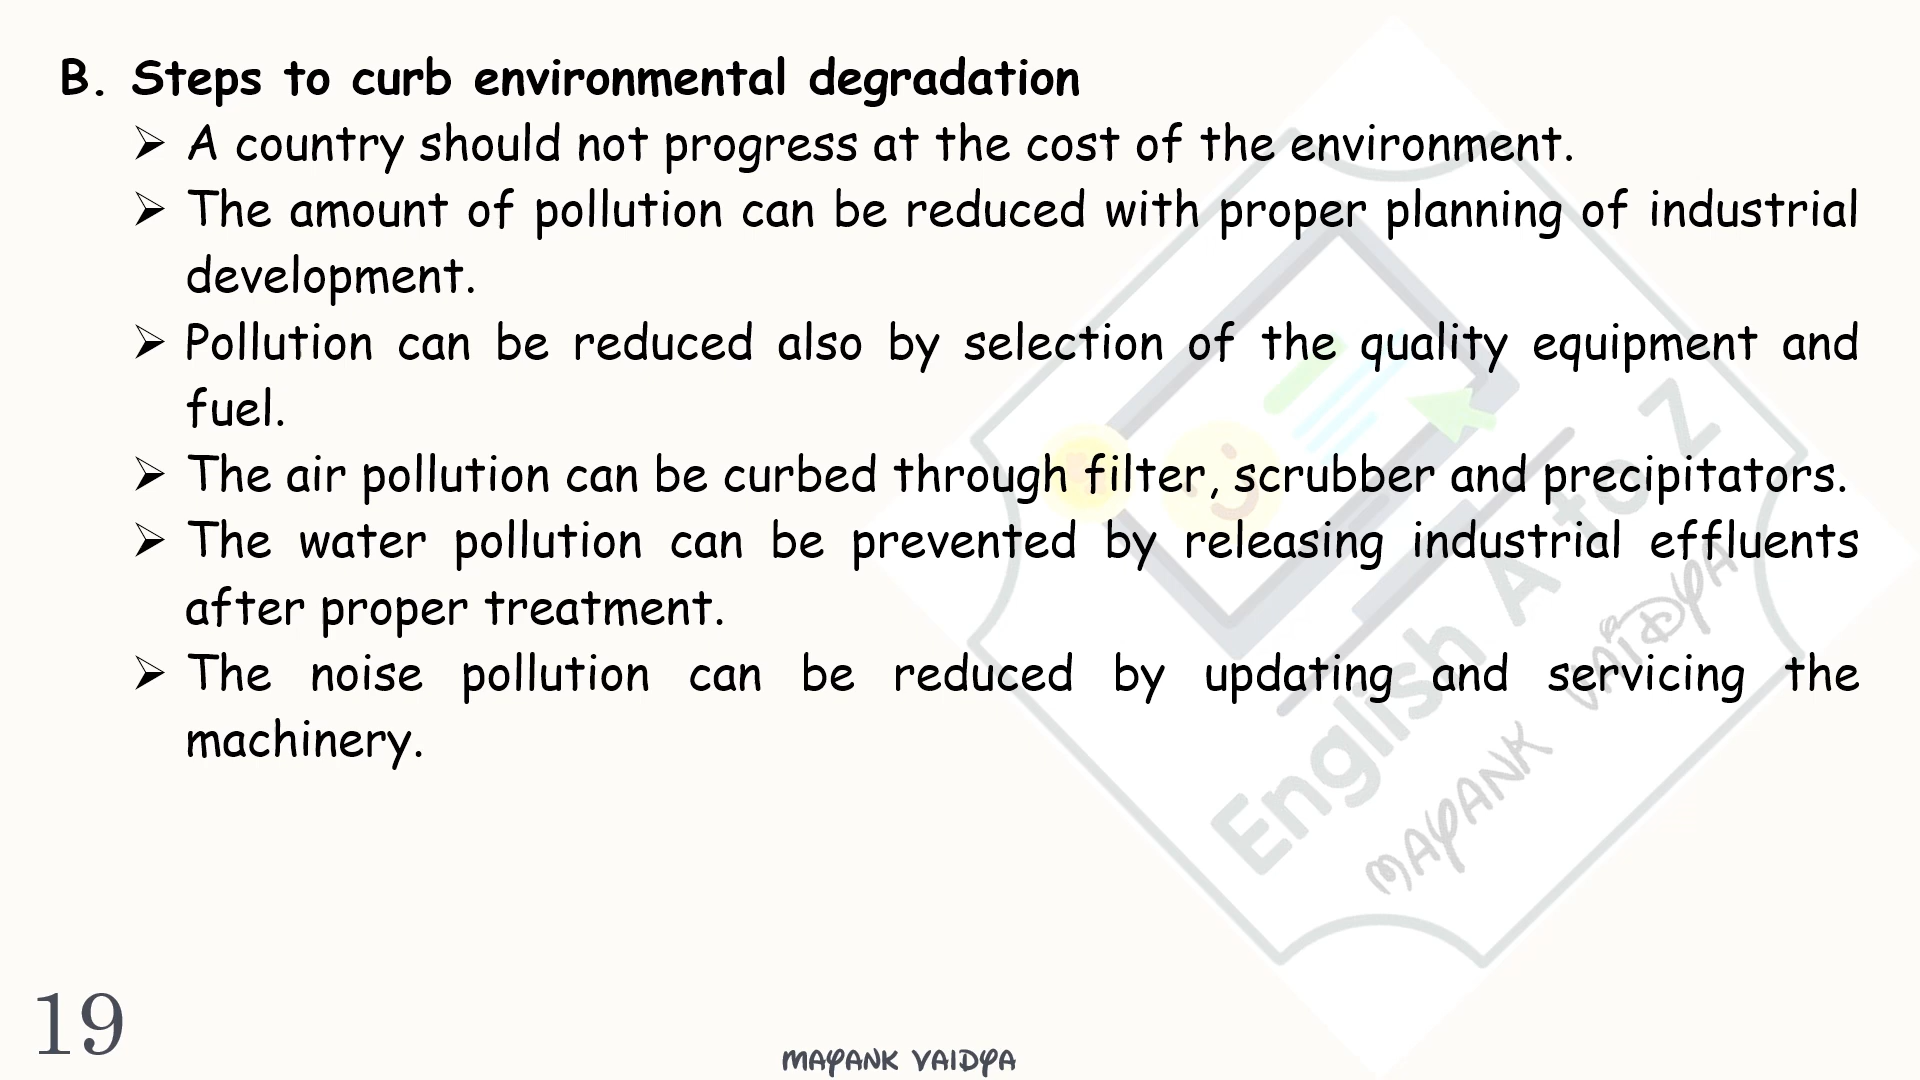 B. Steps to curb environmental degradation
➢ A country should not progress at the cost of the environment.
➢ The amount of pollution can be reduced with proper planning of industrial
development.
➢ Pollution can be reduced also by selection of the quality equipment and
fuel.
➢ The air pollution can be curbed through filter, scrubber and precipitators.
➢ The water pollution can be prevented by releasing industrial effluents
after proper treatment.
➢ The noise pollution can be reduced by updating and servicing the
machinery.
English A to Z
MAYANK VAIDYA
19
MAYANK VAIDYA